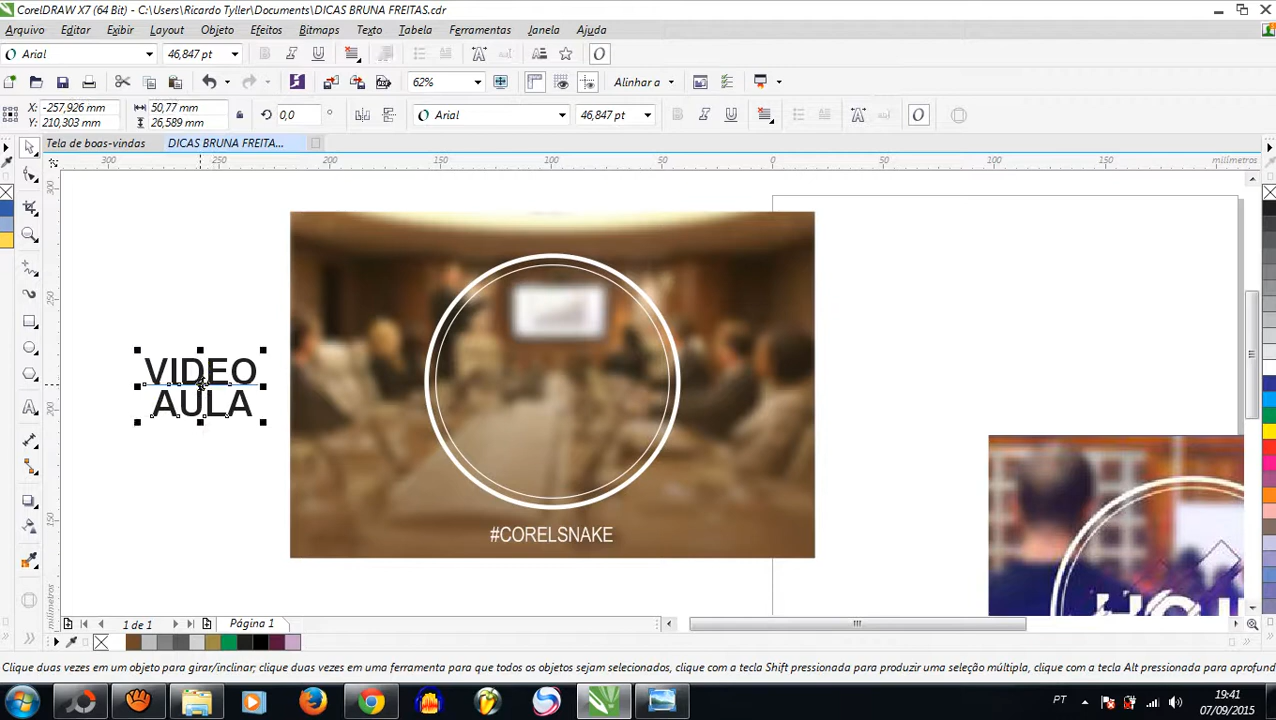 CorelDRAW X7 (64 Bit) - C:\Users\Ricardo Tyller\Documents\DICAS BRUNA FREITAS.cdr
Arquivo Editar Exibir Layout Objeto Efeitos Bitmaps Texto Tabela Ferramentas Janela Ajuda
Arial 46,847 pt
62% Alinhar a
X: -257,926 mm 50,77 mm 0,0 ° Arial 46,847 pt
Y: 210,303 mm 26,589 mm
Tela de boas-vindas DICAS BRUNA FREITA...
300 250 200 150 100 50 0 50 100 150 milímetros
300
250
200
150
milímetros
VIDEO
AULA
#CORELSNAKE
1 de 1 Página 1
Clique duas vezes em um objeto para girar/inclinar; clique duas vezes em uma ferramenta para que todos os objetos sejam selecionados, clique com a tecla Shift pressionada para produzir uma seleção múltipla, clique com a tecla Alt pressionada para aprofund
PT
19:41
07/09/2015